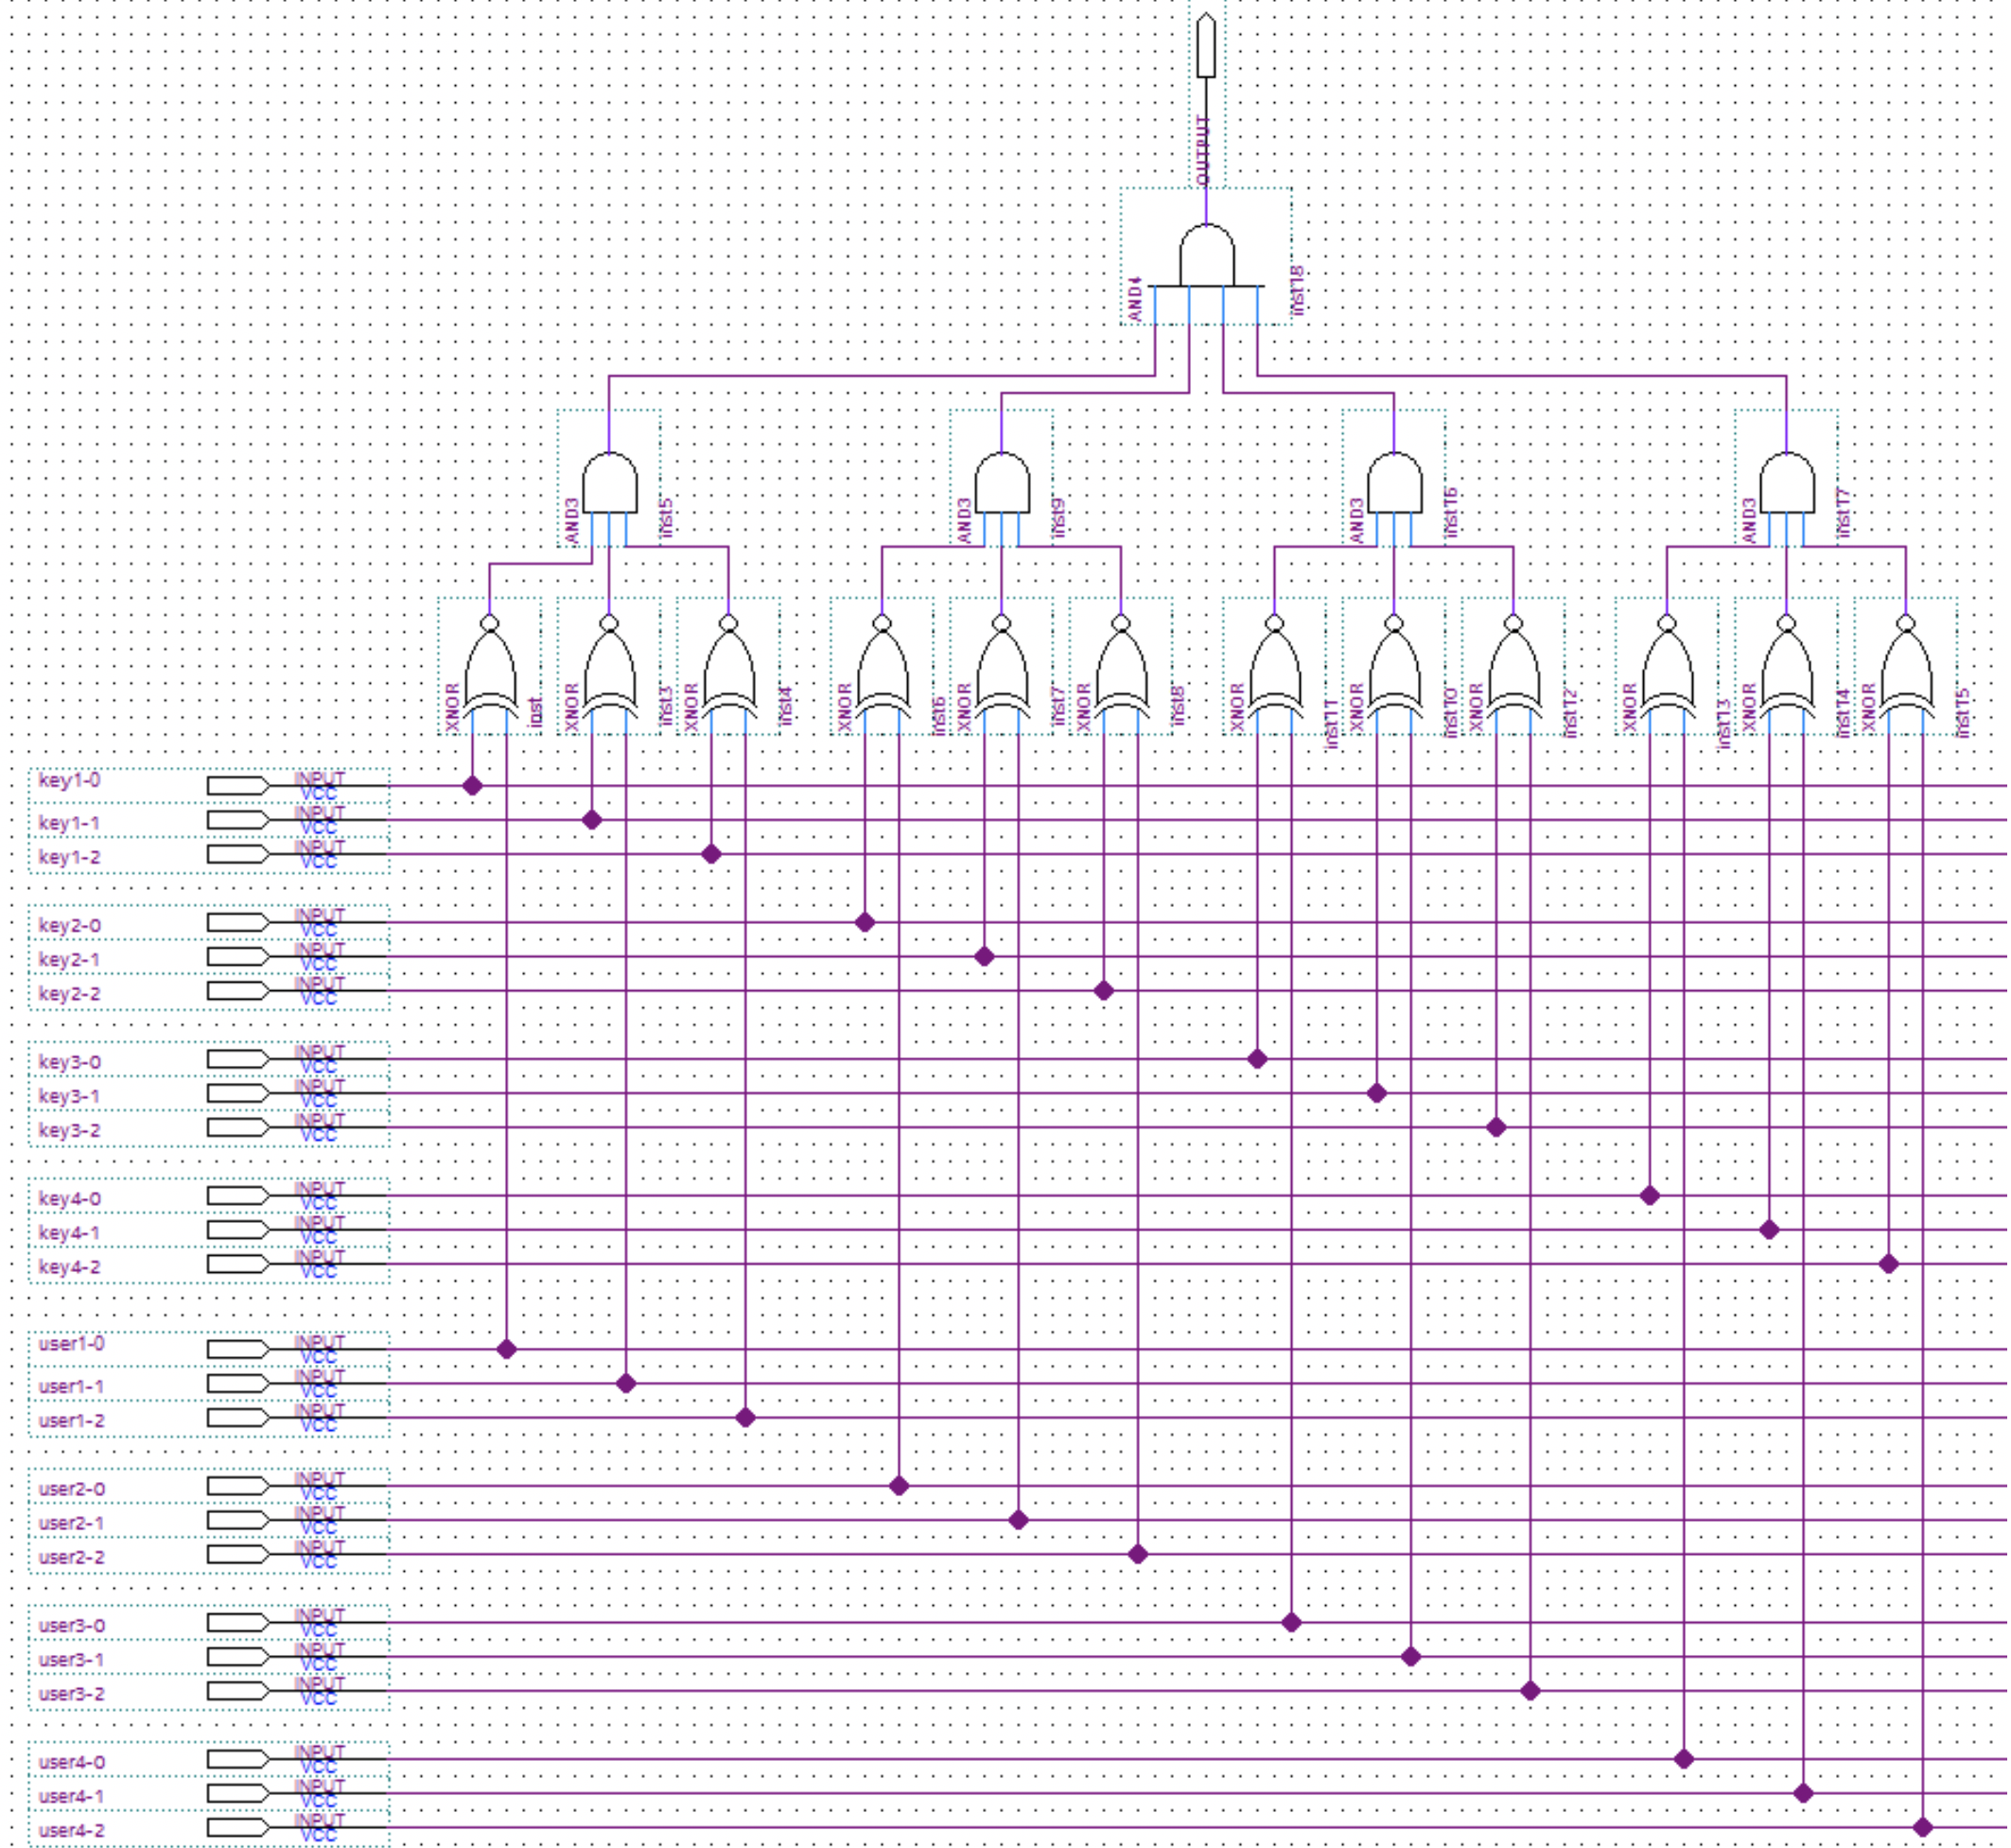 OUTPUT
AND4
inst18
AND3
inst5
AND3
inst9
AND3
inst16
AND3
inst17
XNOR
inst
XNOR
inst3
XNOR
inst4
XNOR
inst6
XNOR
inst7
XNOR
inst8
XNOR
inst11
XNOR
inst10
XNOR
inst12
XNOR
inst13
XNOR
inst14
XNOR
inst15
key1-0 INPUT
VCC
key1-1 INPUT
VCC
key1-2 INPUT
VCC
key2-0 INPUT
VCC
key2-1 INPUT
VCC
key2-2 INPUT
VCC
key3-0 INPUT
VCC
key3-1 INPUT
VCC
key3-2 INPUT
VCC
key4-0 INPUT
VCC
key4-1 INPUT
VCC
key4-2 INPUT
VCC
user1-0 INPUT
VCC
user1-1 INPUT
VCC
user1-2 INPUT
VCC
user2-0 INPUT
VCC
user2-1 INPUT
VCC
user2-2 INPUT
VCC
user3-0 INPUT
VCC
user3-1 INPUT
VCC
user3-2 INPUT
VCC
user4-0 INPUT
VCC
user4-1 INPUT
VCC
user4-2 INPUT
VCC